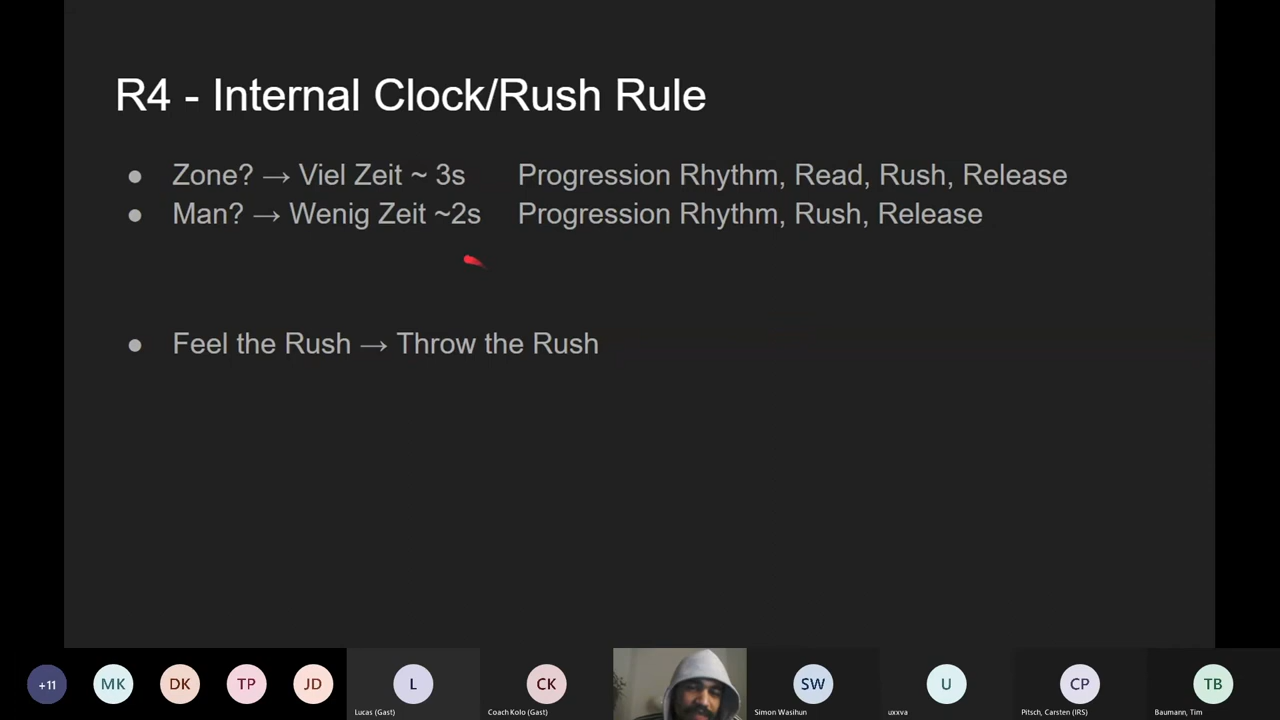 R4 - Internal Clock/Rush Rule
● Zone? → Viel Zeit ~ 3s Progression Rhythm, Read, Rush, Release
● Man? → Wenig Zeit ~2s Progression Rhythm, Rush, Release
● Feel the Rush → Throw the Rush
+11 MK DK TP JD L CK SW U CP TB
Lucas (Gast) Coach Kolo (Gast) Simon Wasihun uxxva Pitsch, Carsten (IRS) Baumann, Tim